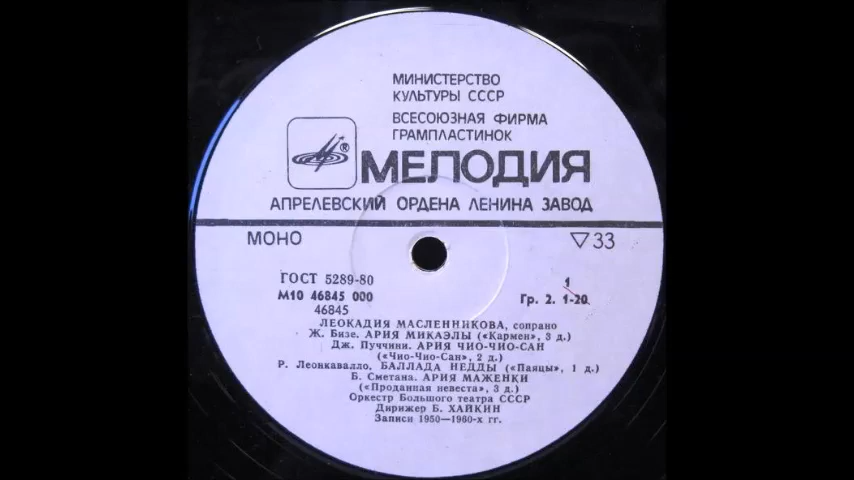 МИНИСТЕРСТВО
КУЛЬТУРЫ СССР
ВСЕСОЮЗНАЯ ФИРМА
ГРАМПЛАСТИНОК
МЕЛОДИЯ
АПРЕЛЕВСКИЙ ОРДЕНА ЛЕНИНА ЗАВОД
МОНО ▽33
ГОСТ 5289-80 1
М10 46845 000 Гр. 2. 1-20
46845
ЛЕОКАДИЯ МАСЛЕННИКОВА, сопрано
Ж. Бизе. АРИЯ МИКАЭЛЫ («Кармен», 3 д.)
Дж. Пуччини. АРИЯ ЧИО-ЧИО-САН
(«Чио-Чио-Сан», 2 д.)
Р. Леонкавалло. БАЛЛАДА НЕДДЫ («Паяцы», 1 д.)
Б. Сметана. АРИЯ МАЖЕНКИ
(«Проданная невеста», 3 д.)
Оркестр Большого театра СССР
Дирижер Б. ХАЙКИН
Записи 1950—1960-х гг.